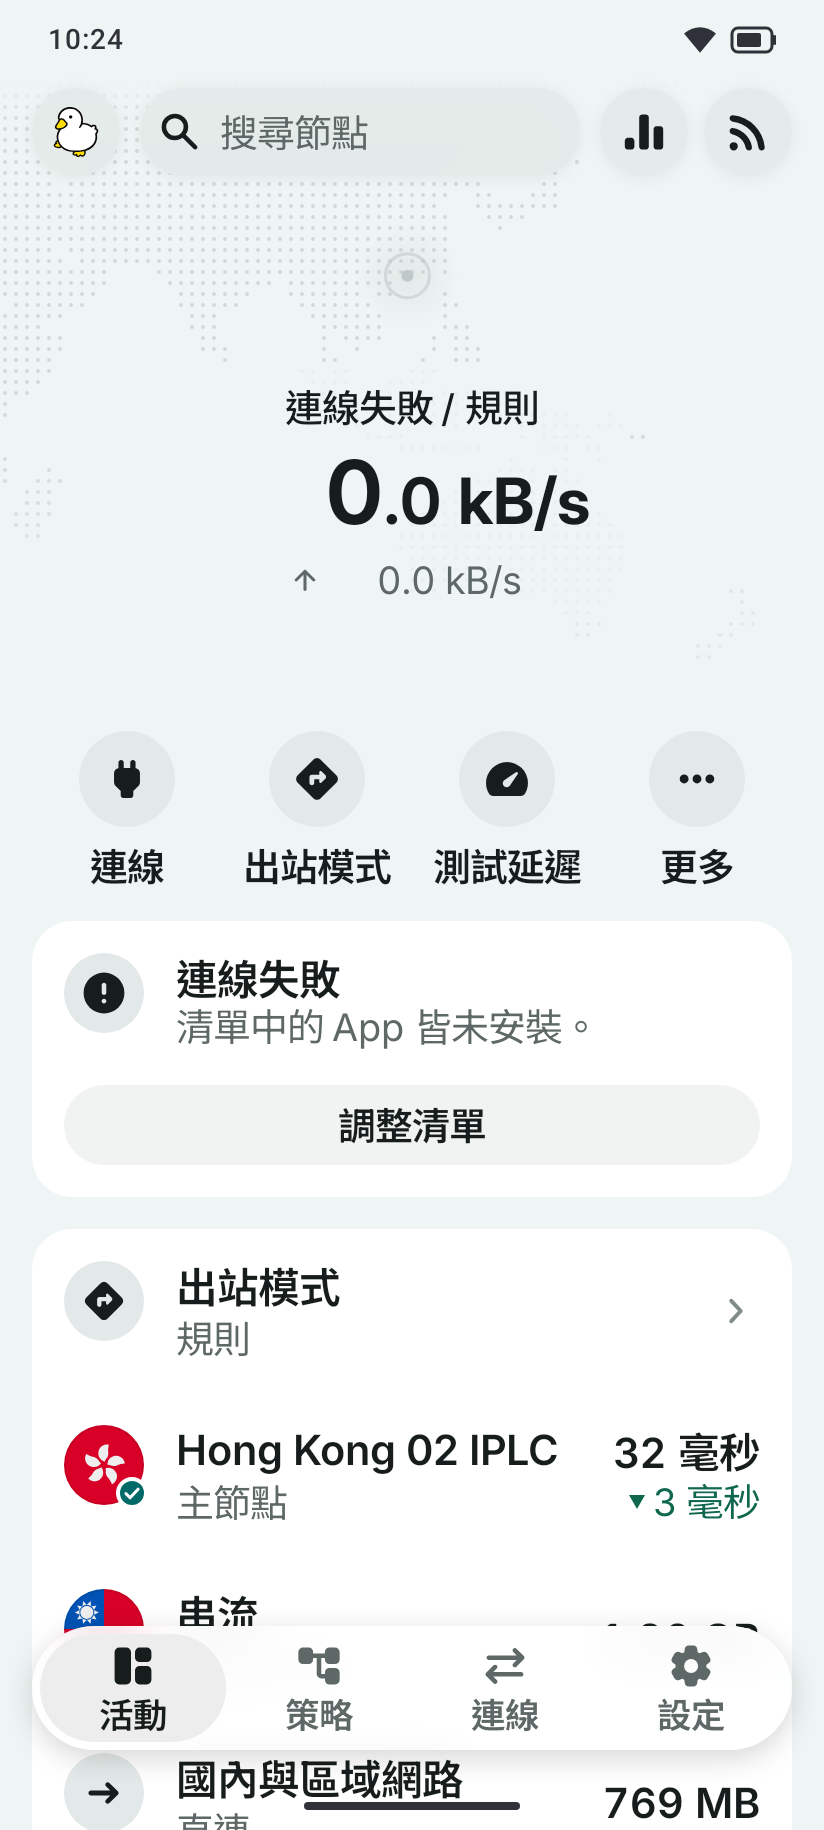 10:24
搜尋節點
連線失敗 / 規則
0.0 kB/s
↑ 0.0 kB/s
連線 出站模式 測試延遲 更多
連線失敗
清單中的 App 皆未安裝。
調整清單
出站模式
規則
Hong Kong 02 IPLC 32 毫秒
主節點 ▼3 毫秒
串流
活動 策略 連線 設定
國內與區域網路 769 MB
直連